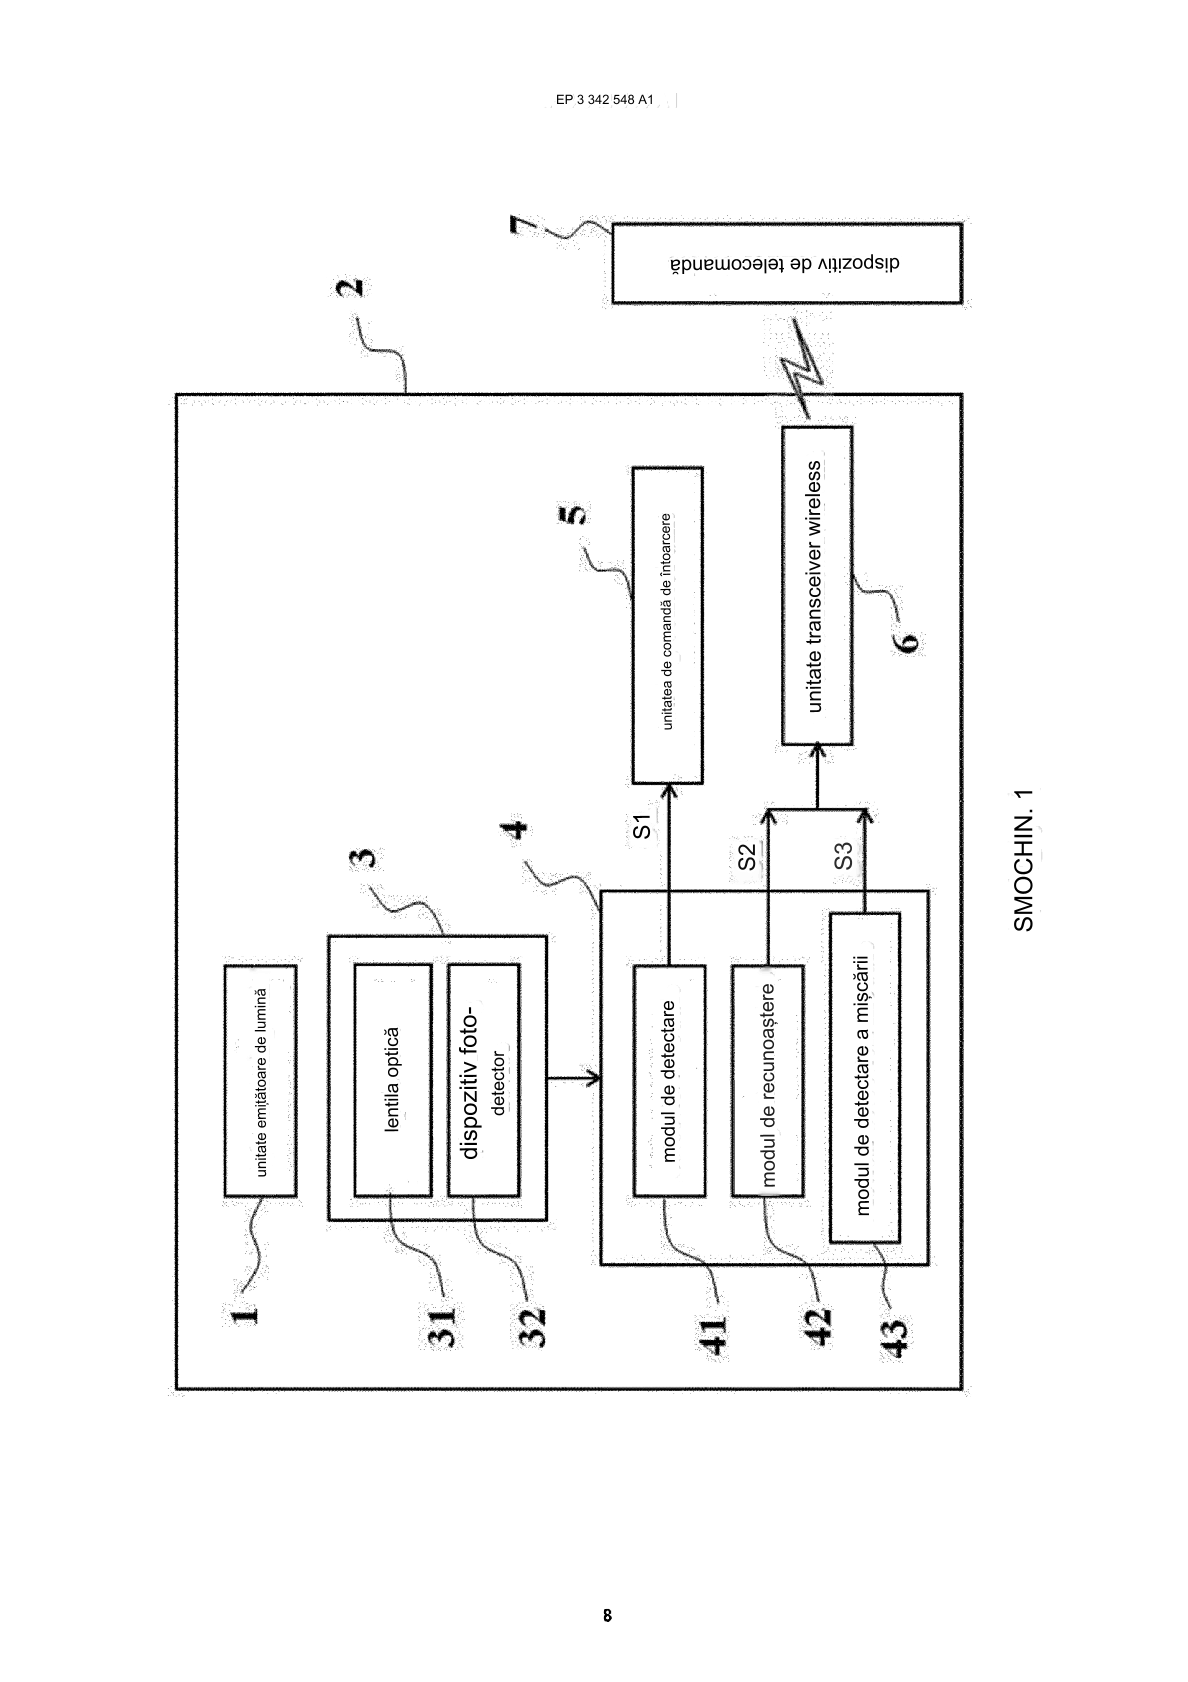 EP 3 342 548 A1
7
dispozitiv de telecomandă
2
5
unitatea de comandă de întoarcere
unitate transceiver wireless
6
S1
S2
S3
3
4
unitate emițătoare de lumină
lentila optică
dispozitiv foto-
detector
modul de detectare
modul de recunoaștere
modul de detectare a mișcării
1
31
32
41
42
43
SMOCHIN. 1
8